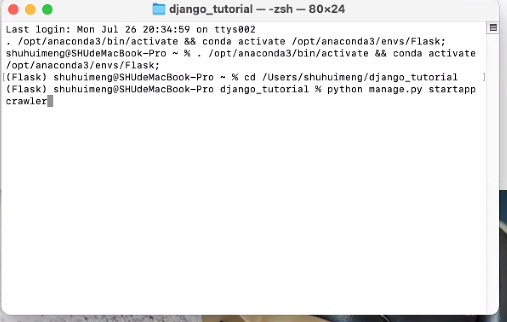 django_tutorial — -zsh — 80×24
Last login: Mon Jul 26 20:34:59 on ttys002
. /opt/anaconda3/bin/activate && conda activate /opt/anaconda3/envs/Flask;
shuhuimeng@SHUdeMacBook-Pro ~ % . /opt/anaconda3/bin/activate && conda activate
/opt/anaconda3/envs/Flask;
[(Flask) shuhuimeng@SHUdeMacBook-Pro ~ % cd /Users/shuhuimeng/django_tutorial ]
(Flask) shuhuimeng@SHUdeMacBook-Pro django_tutorial % python manage.py startapp
crawler